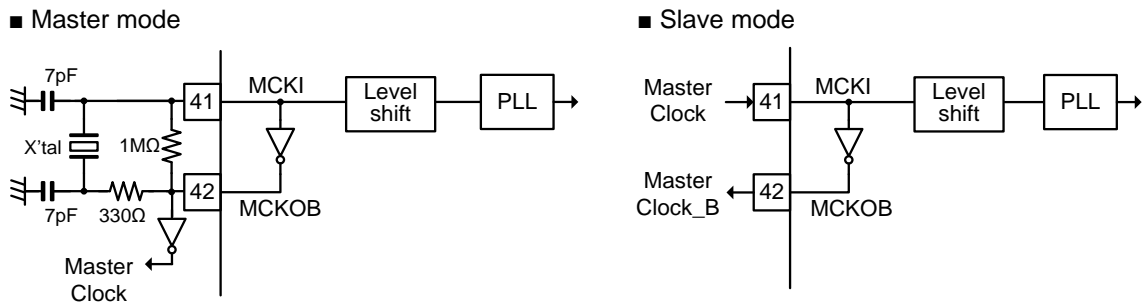 ■ Master mode
7pF
41
MCKI
Level
shift
PLL
X'tal
1MΩ
7pF
330Ω
42
MCKOB
Master
Clock
■ Slave mode
Master
Clock
41
MCKI
Level
shift
PLL
Master
Clock_B
42
MCKOB